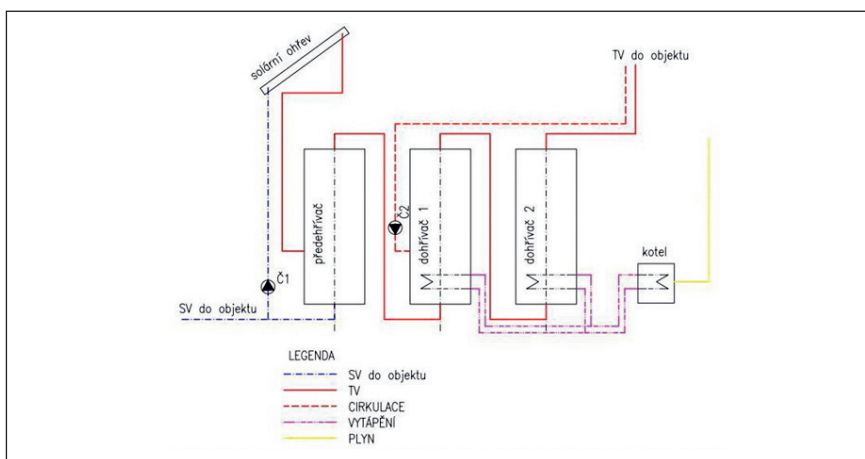 solární ohřev
TV do objektu
předehřívač
Č2
dohřívač 1
dohřívač 2
kotel
Č1
SV do objektu
LEGENDA
SV do objektu
TV
CIRKULACE
VYTÁPĚNÍ
PLYN